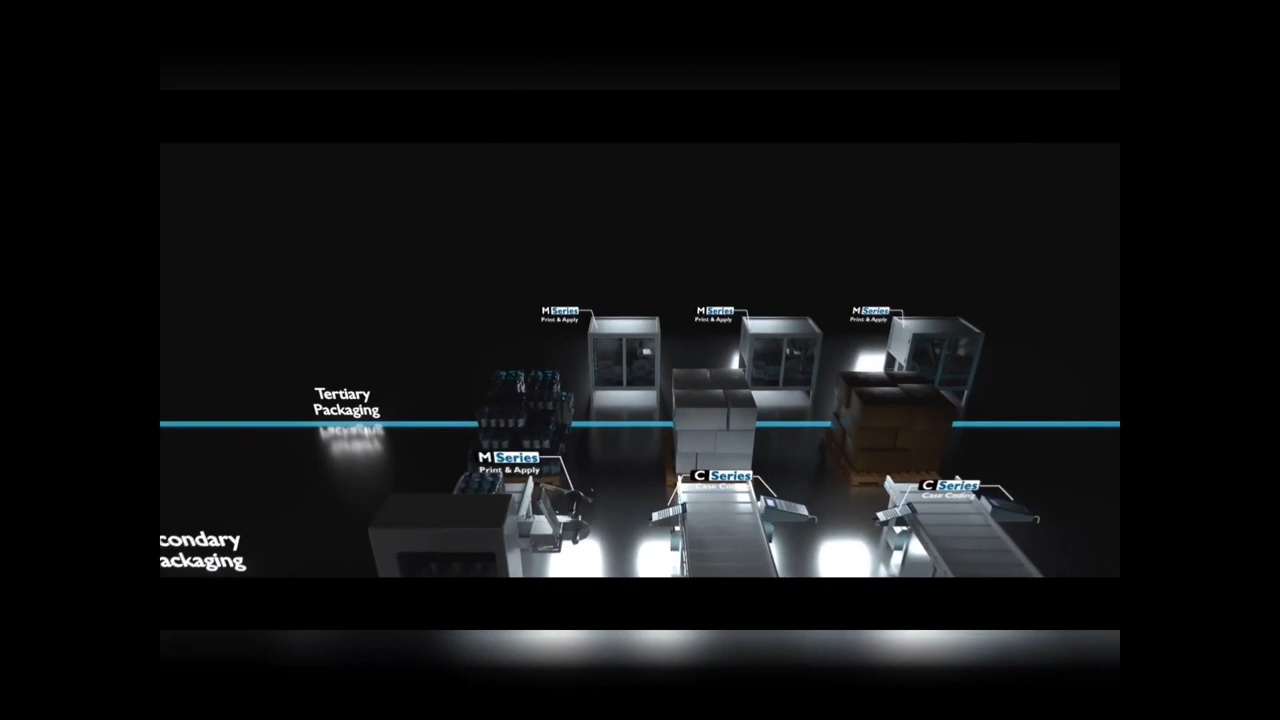 M Series
Print & Apply
M Series
Print & Apply
M Series
Print & Apply
Tertiary
Packaging
M Series
Print & Apply
C Series
Case
C Series
Case Coding
condary
ackaging